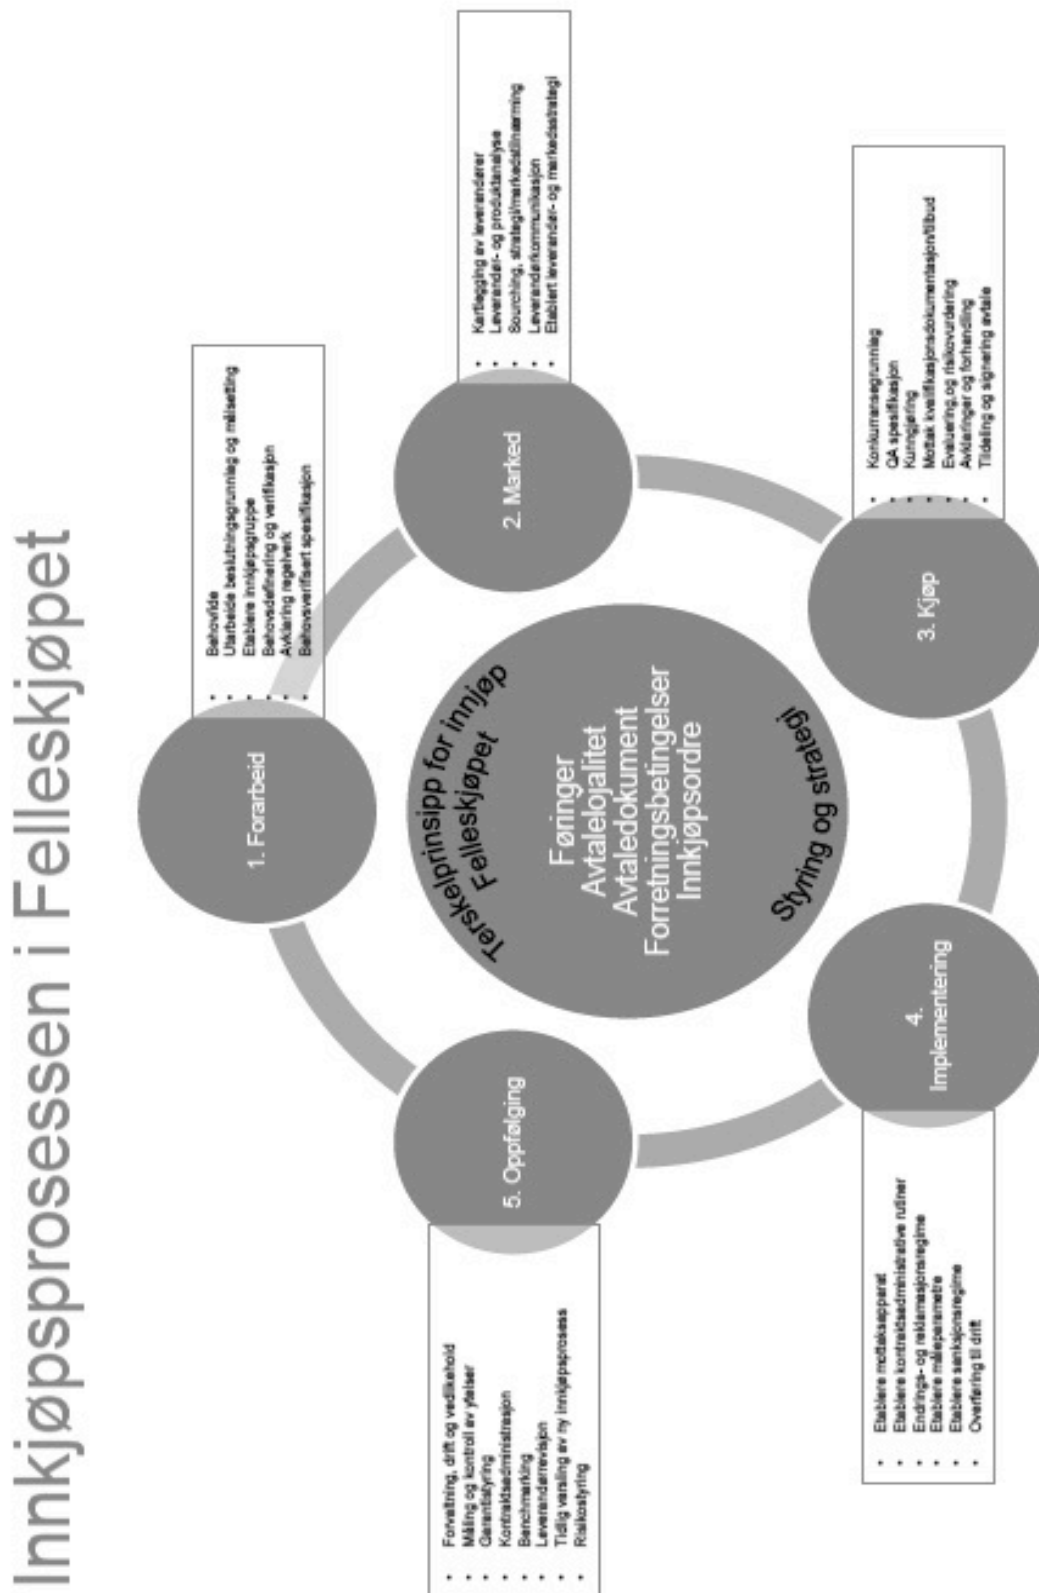 Innkjøpsprosessen i Felleskjøpet
1. Forarbeid
• Behov/ide
• Utarbeide beslutningsgrunnlag og målsetting
• Etablere innkjøpsgruppe
• Behovsdefinering og verifikasjon
• Avklaring regelverk
• Behovsverifisert spesifikasjon
2. Marked
• Kartlegging av leverandører
• Leverandør- og produktanalyse
• Sourching, strategi/markedstilnærming
• Leverandørkommunikasjon
• Etablert leverandør- og markedsstrategi
3. Kjøp
• Konkurransegrunnlag
• QA spesifikasjon
• Kunngjøring
• Mottak kvalifikasjonsdokumentasjon/tilbud
• Evaluering,og risikovurdering
• Avklaringer og forhandling
• Tildeling og signering avtale
4.
Implementering
• Etablere mottaksapparat
• Etablere kontraktsadministrative rutiner
• Endrings- og reklamasjonsregime
• Etablere måleparametre
• Etablere sanksjonsregime
• Overføring til drift
5. Oppfølging
• Forvaltning, drift og vedlikehold
• Måling og kontroll av ytelser
• Garantistyring
• Kontraktsadministrasjon
• Benchmarking
• Leverandørrevisjon
• Tidlig varsling av ny innkjøpsprosess
• Risikostyring
Terskelprinsipp for innjøp
Felleskjøpet
Føringer
Avtalelojalitet
Avtaledokument
Forretningsbetingelser
Innkjøpsordre
Styring og strategi